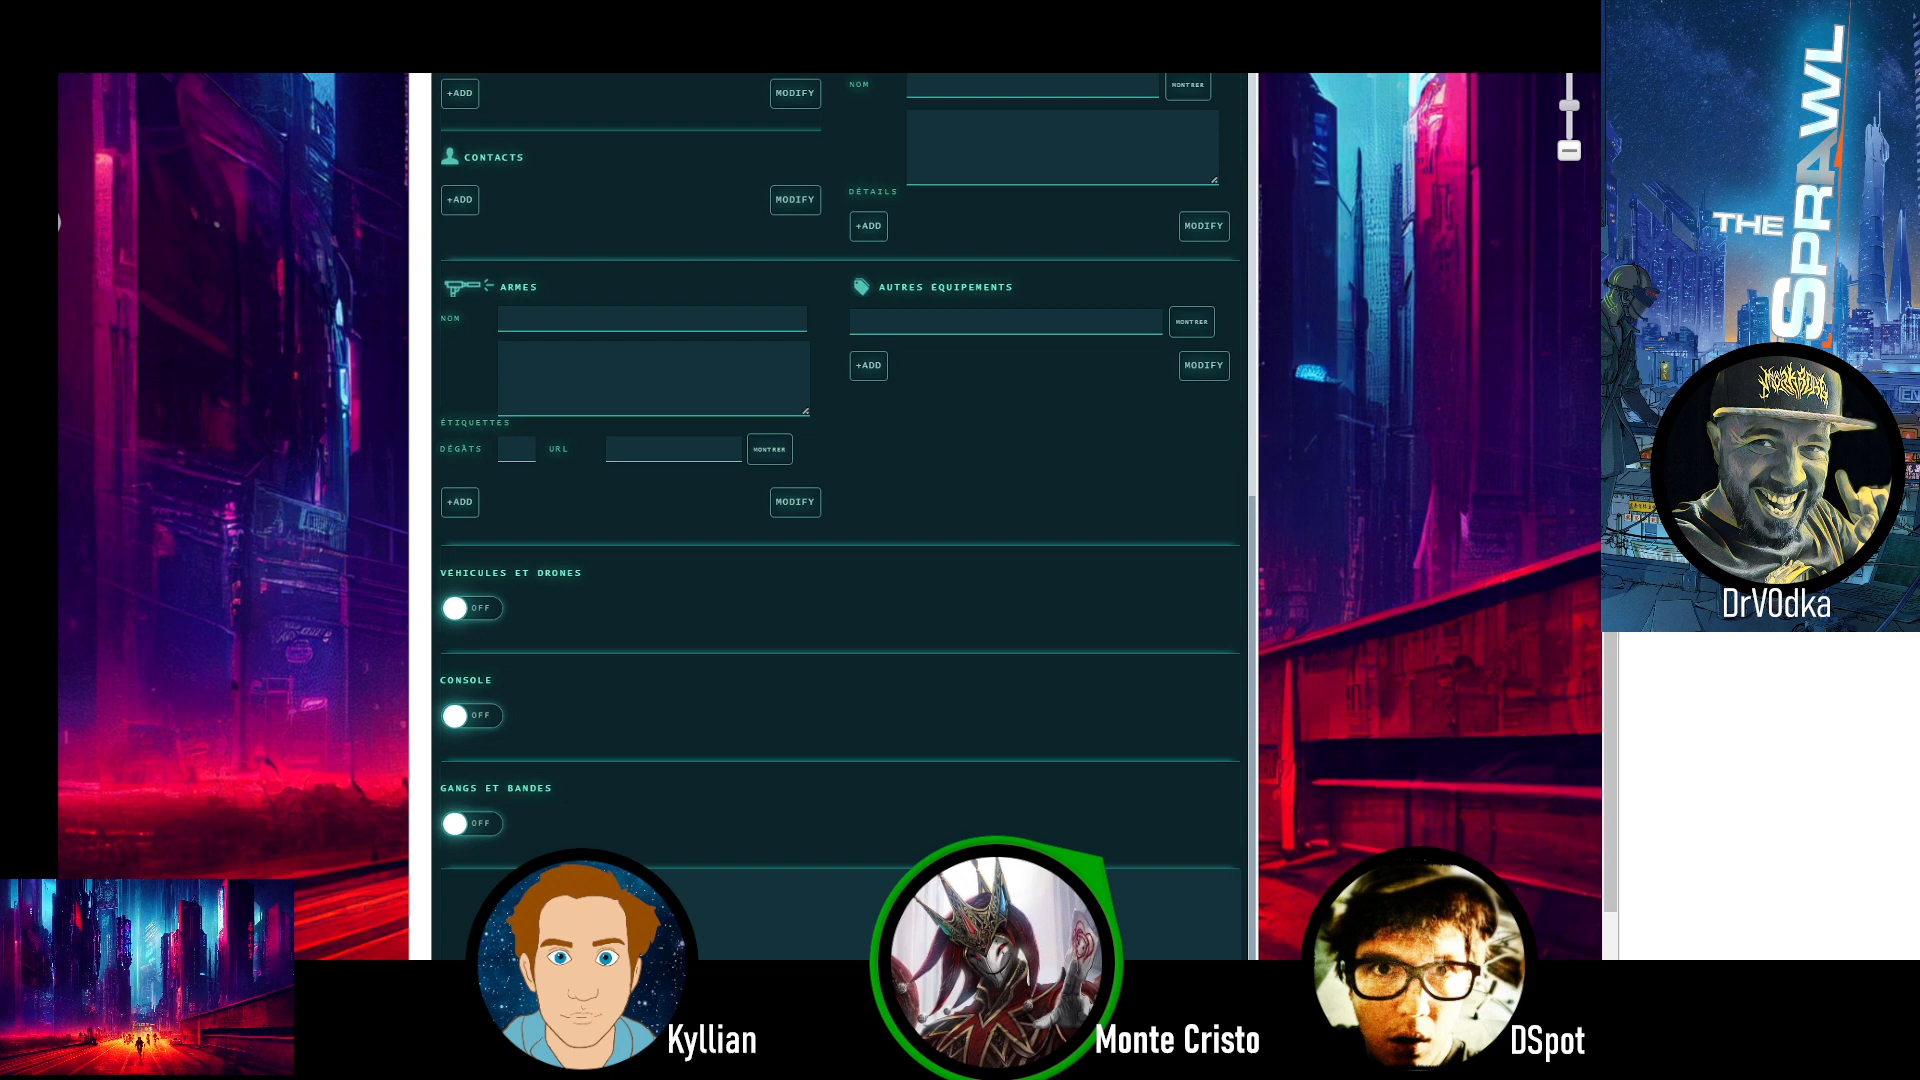 +ADD
MODIFY
CONTACTS
+ADD
MODIFY
NOM
MONTRER
DÉTAILS
+ADD
MODIFY
ARMES
NOM
ÉTIQUETTES
DÉGÂTS
URL
MONTRER
+ADD
MODIFY
AUTRES ÉQUIPEMENTS
MONTRER
+ADD
MODIFY
VÉHICULES ET DRONES
OFF
CONSOLE
OFF
GANGS ET BANDES
OFF
THE
SPRAWL
DrV0dka
Kyllian
Monte Cristo
DSpot